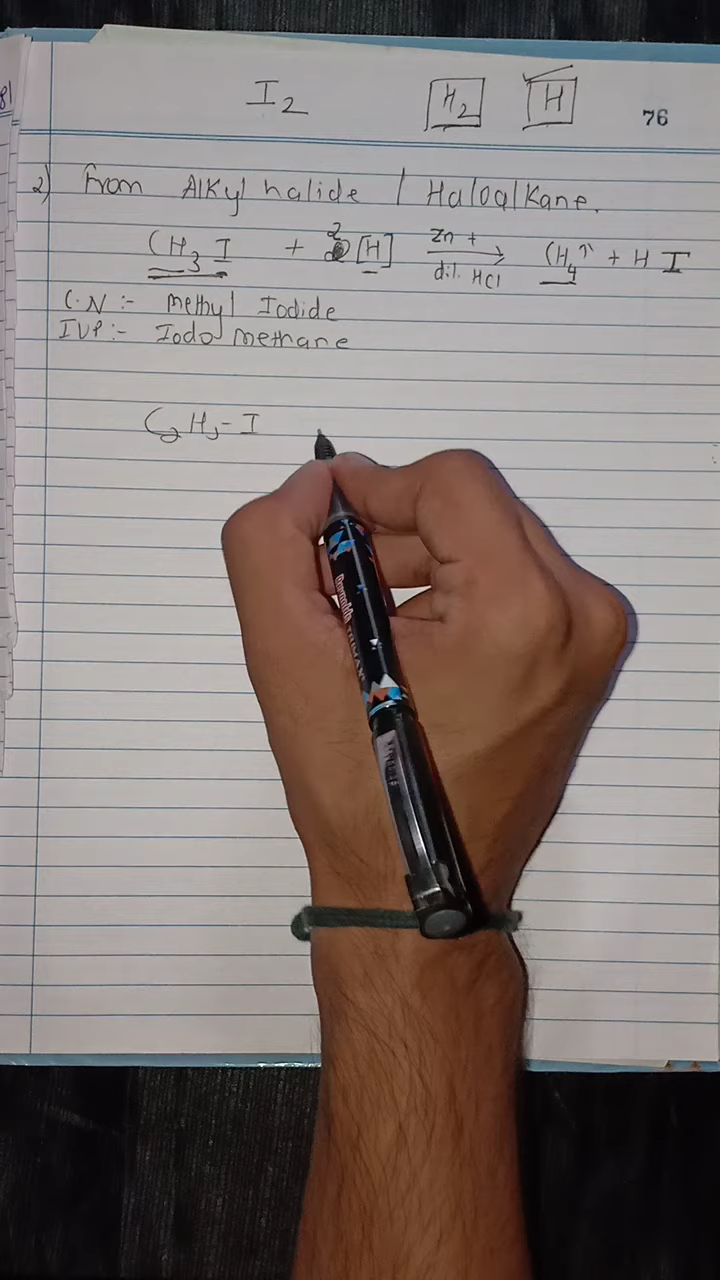 I2 H2 H 76
2) From Alkyl halide / Haloalkane.
CH3I + 2[H] Zn + dil. HCl → CH4↑ + HI
C.N :- Methyl Iodide
IUP :- Iodo methane
C2H5-I